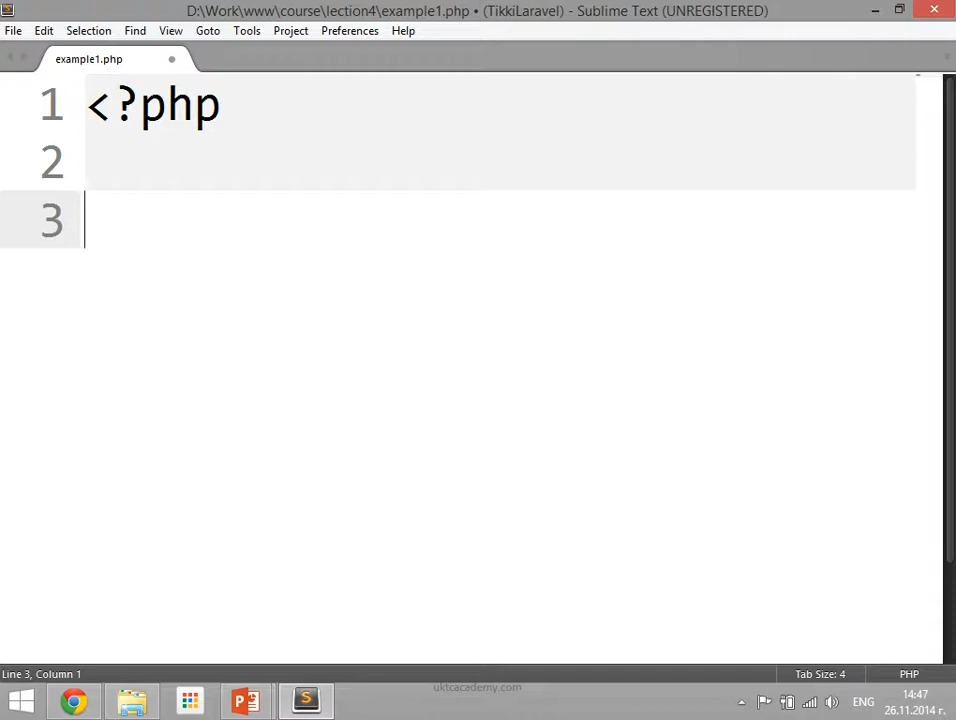 D:\Work\www\course\lection4\example1.php • (TikkiLaravel) - Sublime Text (UNREGISTERED)
File Edit Selection Find View Goto Tools Project Preferences Help
example1.php
1 <?php
2
3
Line 3, Column 1 Tab Size: 4 PHP
uktcacademy.com
ENG 14:47
26.11.2014 г.